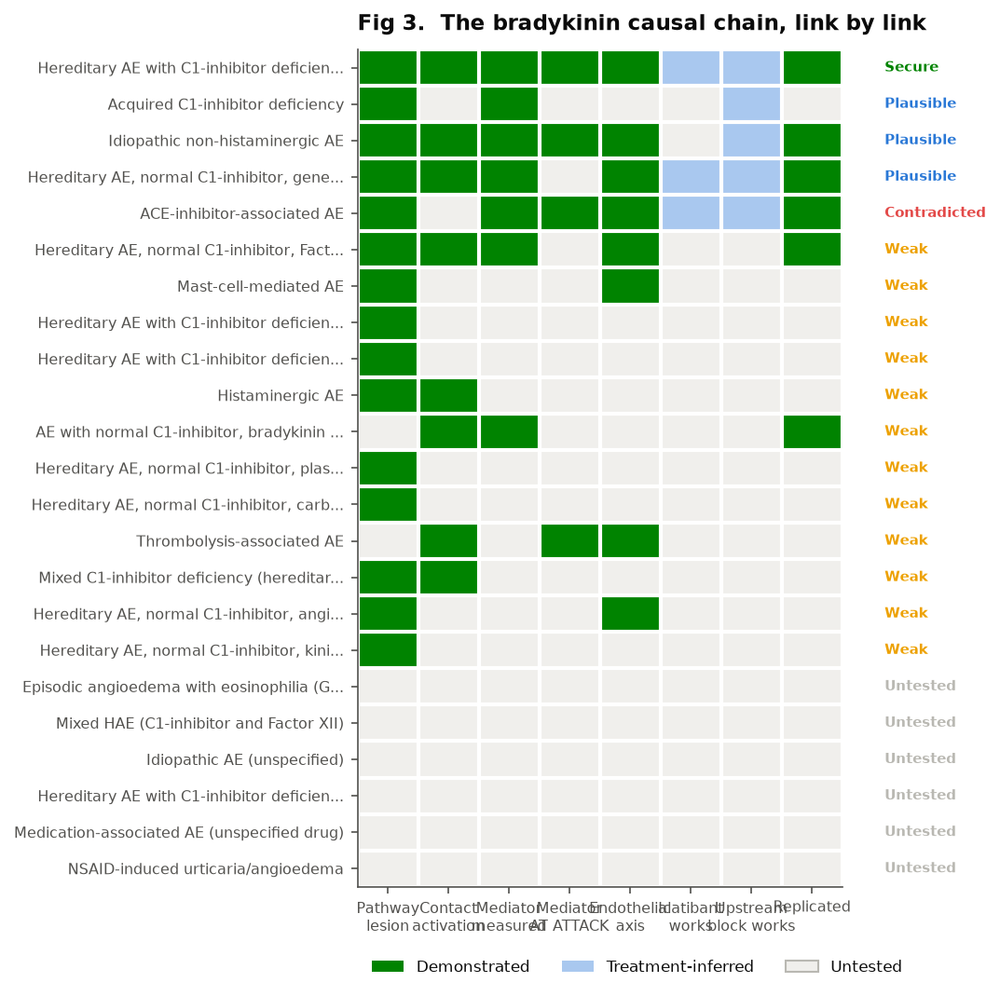 Fig 3.  The bradykinin causal chain, link by link
Hereditary AE with C1-inhibitor deficien... Secure
Acquired C1-inhibitor deficiency Plausible
Idiopathic non-histaminergic AE Plausible
Hereditary AE, normal C1-inhibitor, gene... Plausible
ACE-inhibitor-associated AE Contradicted
Hereditary AE, normal C1-inhibitor, Fact... Weak
Mast-cell-mediated AE Weak
Hereditary AE with C1-inhibitor deficien... Weak
Hereditary AE with C1-inhibitor deficien... Weak
Histaminergic AE Weak
AE with normal C1-inhibitor, bradykinin ... Weak
Hereditary AE, normal C1-inhibitor, plas... Weak
Hereditary AE, normal C1-inhibitor, carb... Weak
Thrombolysis-associated AE Weak
Mixed C1-inhibitor deficiency (hereditar... Weak
Hereditary AE, normal C1-inhibitor, angi... Weak
Hereditary AE, normal C1-inhibitor, kini... Weak
Episodic angioedema with eosinophilia (G... Untested
Mixed HAE (C1-inhibitor and Factor XII) Untested
Idiopathic AE (unspecified) Untested
Hereditary AE with C1-inhibitor deficien... Untested
Medication-associated AE (unspecified drug) Untested
NSAID-induced urticaria/angioedema Untested
Pathway Contact Mediator Mediator Endothelial Icatibant Upstream Replicated
lesion activation measured AT ATTACK axis works block works
Demonstrated Treatment-inferred Untested